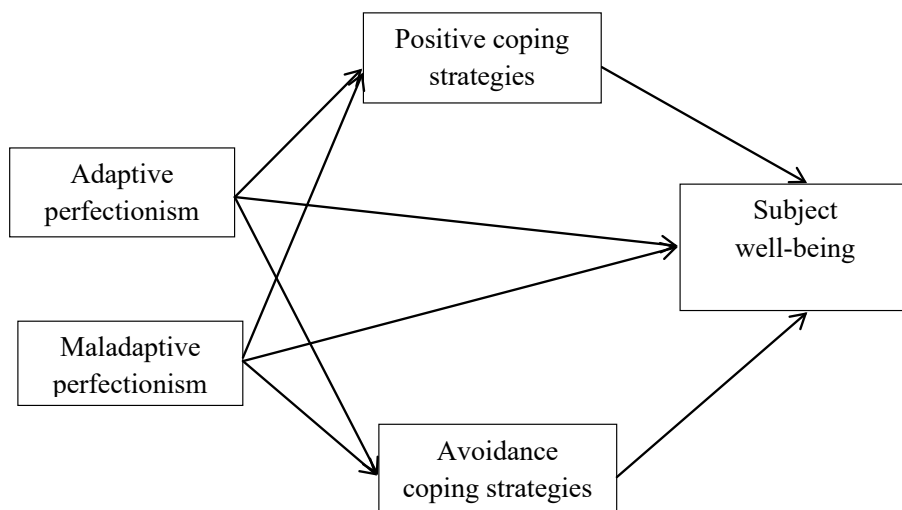 Positive coping
strategies
Adaptive
perfectionism
Subject
well-being
Maladaptive
perfectionism
Avoidance
coping strategies